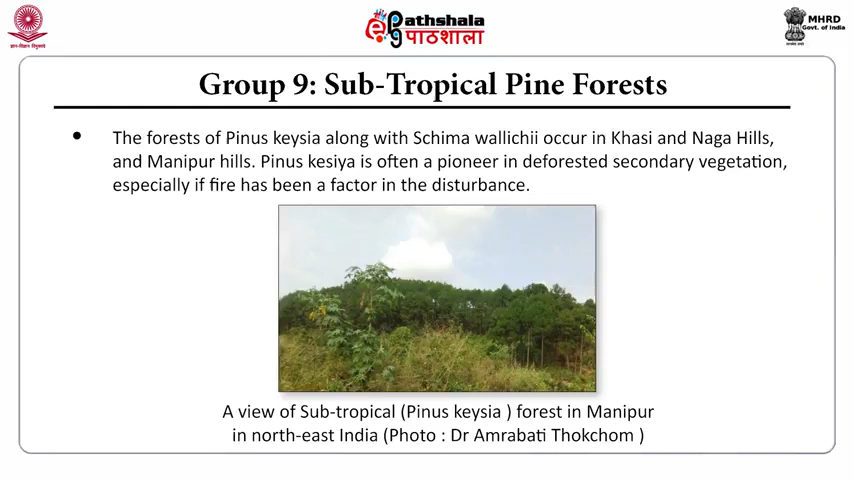 ePathshala
पाठशाला
MHRD
Govt. of India
Group 9: Sub-Tropical Pine Forests
• The forests of Pinus keysia along with Schima wallichii occur in Khasi and Naga Hills,
and Manipur hills. Pinus kesiya is often a pioneer in deforested secondary vegetation,
especially if fire has been a factor in the disturbance.
A view of Sub-tropical (Pinus keysia ) forest in Manipur
in north-east India (Photo : Dr Amrabati Thokchom )